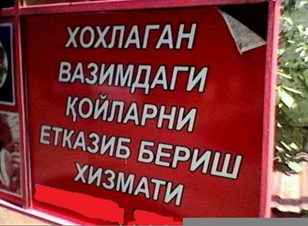 ХОХЛАГАН
ВАЗИМДАГИ
ҚОЙЛАРНИ
ЕТКАЗИБ БЕРИШ
ХИЗМАТИ